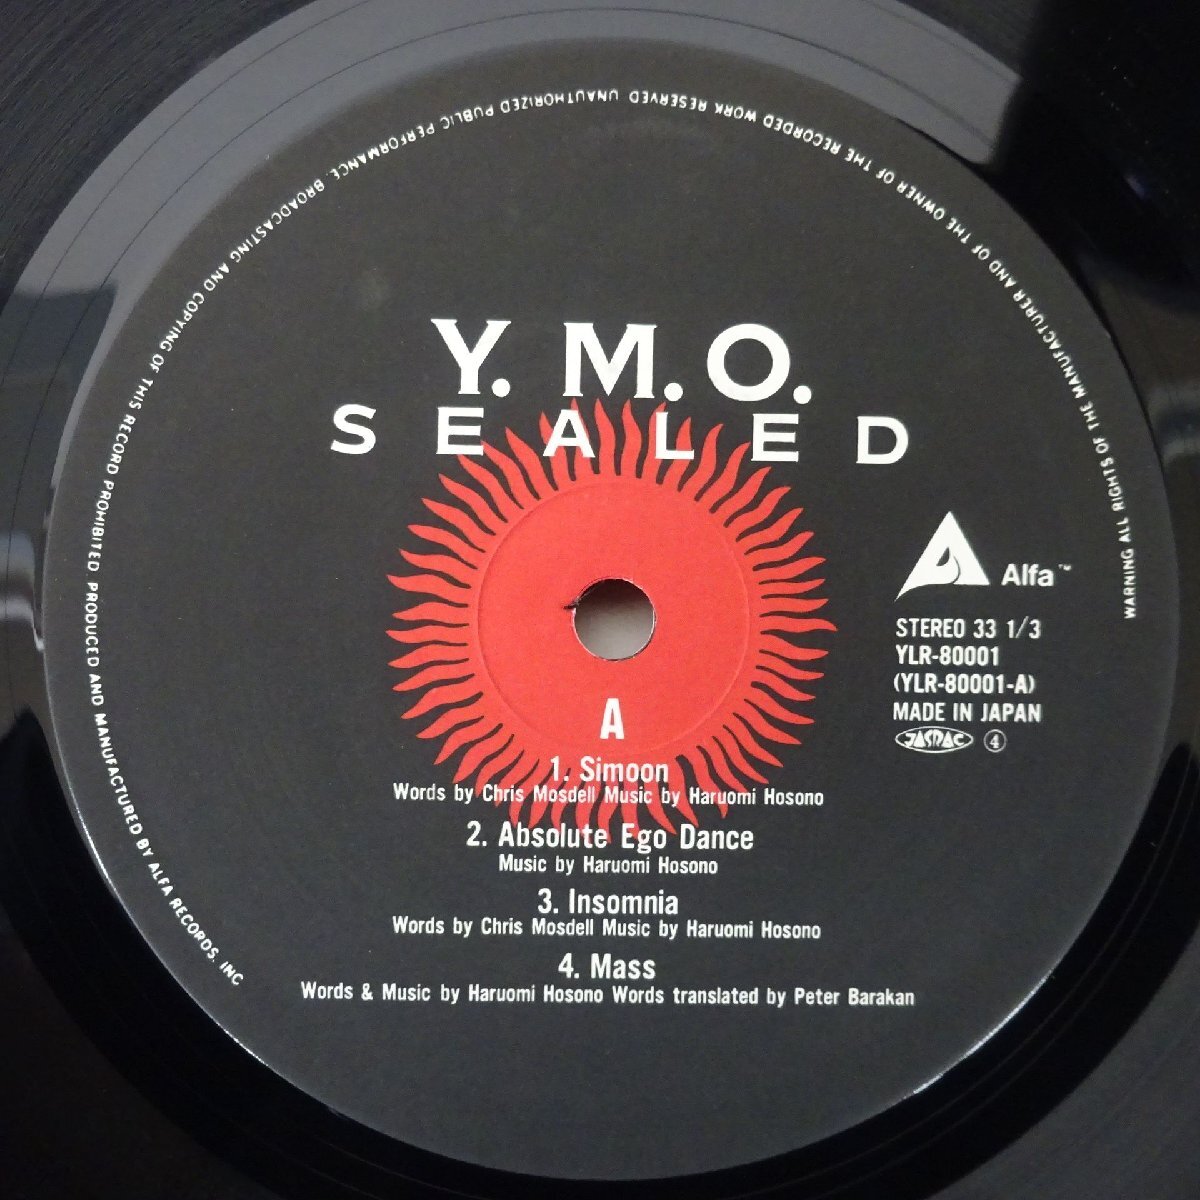 WARNING ALL RIGHTS OF THE MANUFACTURER AND OF THE OWNER OF THE RECORDED WORK RESERVED UNAUTHORIZED PUBLIC PERFORMANCE, BROADCASTING AND COPYING OF THIS RECORD PROHIBITED PRODUCED AND MANUFACTURED BY ALFA RECORDS, INC
Y. M. O.
SEALED
Alfa™
STEREO 33 1/3
YLR-80001
(YLR-80001-A)
MADE IN JAPAN
JASRAC ④
A
1. Simoon
Words by Chris Mosdell Music by Haruomi Hosono
2. Absolute Ego Dance
Music by Haruomi Hosono
3. Insomnia
Words by Chris Mosdell Music by Haruomi Hosono
4. Mass
Words & Music by Haruomi Hosono Words translated by Peter Barakan